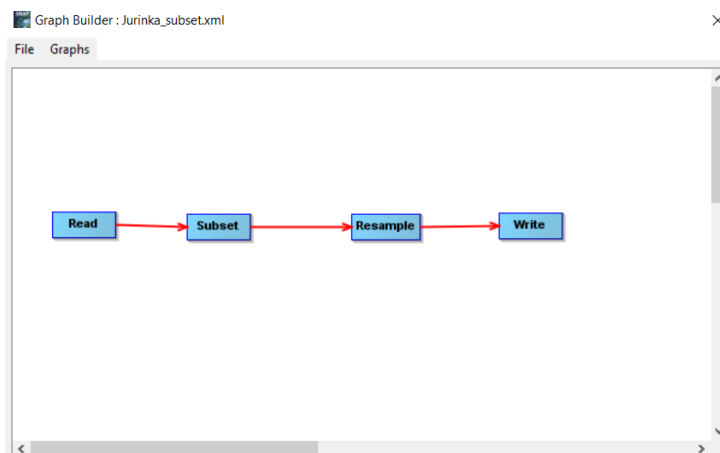 Graph Builder : Jurinka_subset.xml
File Graphs
Read Subset Resample Write